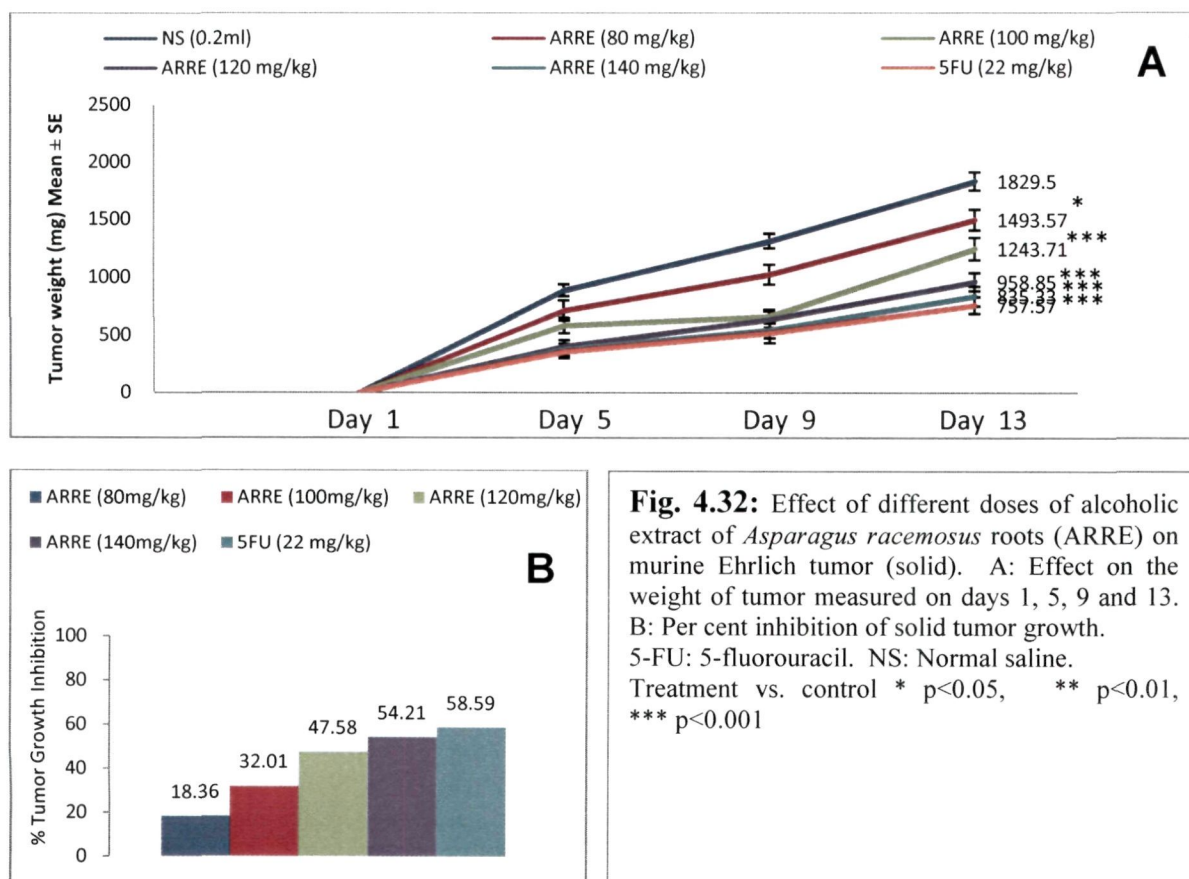 NS (0.2ml) ARRE (80 mg/kg) ARRE (100 mg/kg)
ARRE (120 mg/kg) ARRE (140 mg/kg) 5FU (22 mg/kg)
A
Tumor weight (mg) Mean ± SE
2500
2000
1500
1000
500
0
1829.5
*
1493.57
***
1243.71
958.85 ***
835.33 ***
757.57 ***
Day 1 Day 5 Day 9 Day 13
ARRE (80mg/kg) ARRE (100mg/kg) ARRE (120mg/kg)
ARRE (140mg/kg) 5FU (22 mg/kg)
B
% Tumor Growth Inhibition
100
80
60
40
20
0
18.36 32.01 47.58 54.21 58.59
Fig. 4.32: Effect of different doses of alcoholic
extract of Asparagus racemosus roots (ARRE) on
murine Ehrlich tumor (solid). A: Effect on the
weight of tumor measured on days 1, 5, 9 and 13.
B: Per cent inhibition of solid tumor growth.
5-FU: 5-fluorouracil. NS: Normal saline.
Treatment vs. control * p<0.05, ** p<0.01,
*** p<0.001